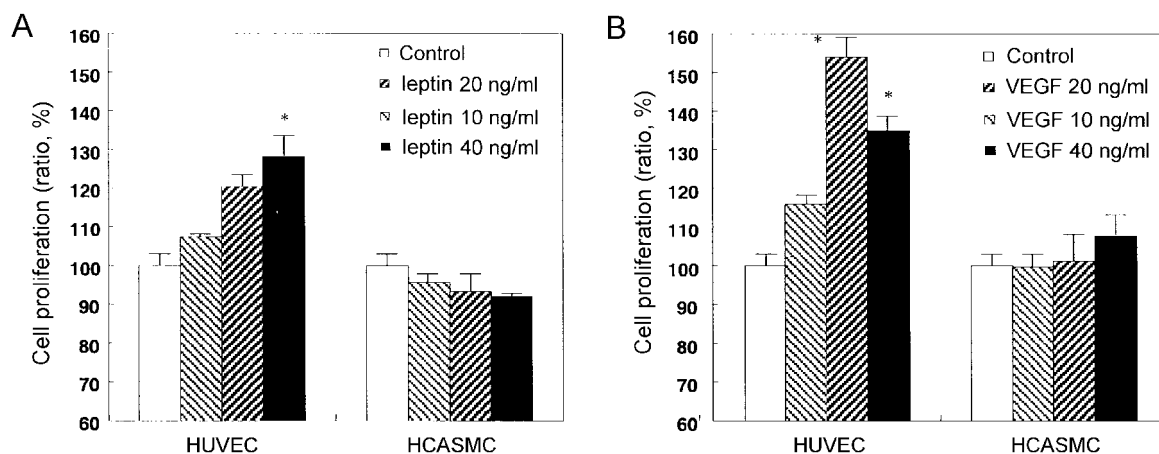 A
Cell proliferation (ratio, %)
160
150
140
130
120
110
100
90
80
70
60
Control
leptin 20 ng/ml
leptin 10 ng/ml
leptin 40 ng/ml
*
HUVEC
HCASMC
B
Cell proliferation (ratio, %)
160
150
140
130
120
110
100
90
80
70
60
Control
VEGF 20 ng/ml
VEGF 10 ng/ml
VEGF 40 ng/ml
*
*
HUVEC
HCASMC